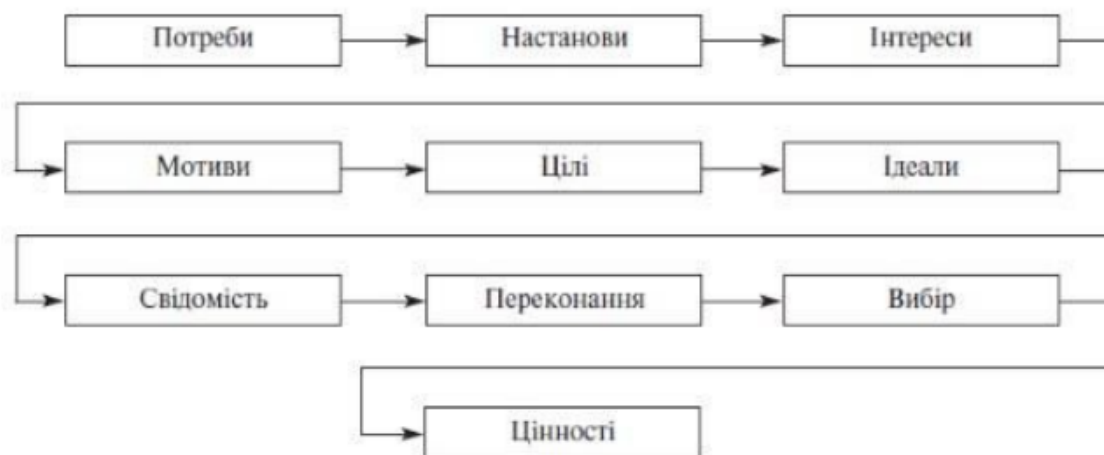 Потреби Настанови Інтереси
Мотиви Цілі Ідеали
Свідомість Переконання Вибір
Цінності